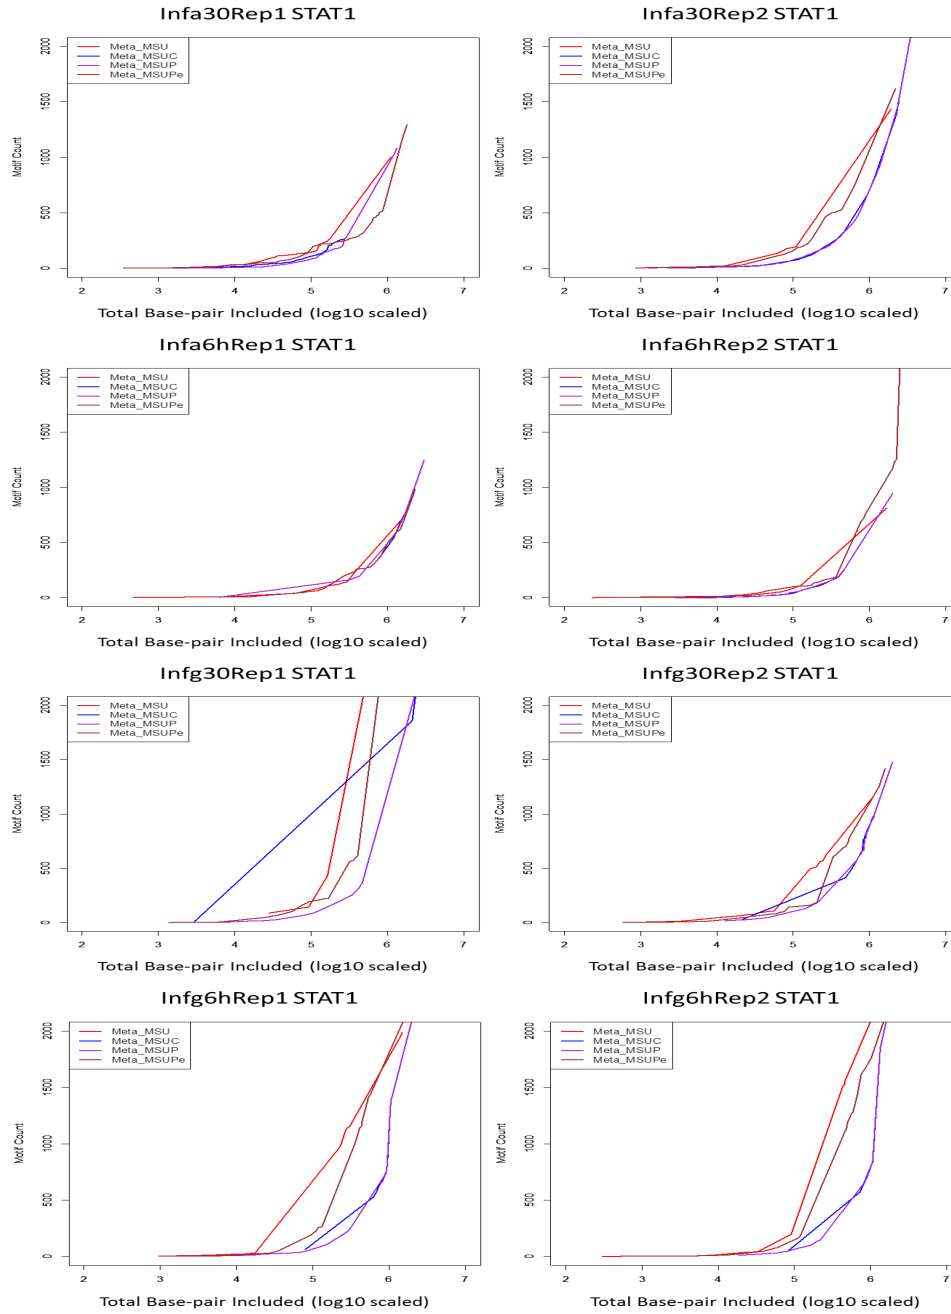 Infa30Rep1 STAT1
Meta_MSU
Meta_MSUC
Meta_MSUP
Meta_MSUPe
Motif Count
0 500 1000 1500 2000
2 3 4 5 6 7
Total Base-pair Included (log10 scaled)
Infa30Rep2 STAT1
Meta_MSU
Meta_MSUC
Meta_MSUP
Meta_MSUPe
Motif Count
0 500 1000 1500 2000
2 3 4 5 6 7
Total Base-pair Included (log10 scaled)
Infa6hRep1 STAT1
Meta_MSU
Meta_MSUC
Meta_MSUP
Meta_MSUPe
Motif Count
0 500 1000 1500 2000
2 3 4 5 6 7
Total Base-pair Included (log10 scaled)
Infa6hRep2 STAT1
Meta_MSU
Meta_MSUC
Meta_MSUP
Meta_MSUPe
Motif Count
0 500 1000 1500 2000
2 3 4 5 6 7
Total Base-pair Included (log10 scaled)
Infg30Rep1 STAT1
Meta_MSU
Meta_MSUC
Meta_MSUP
Meta_MSUPe
Motif Count
0 500 1000 1500 2000
2 3 4 5 6 7
Total Base-pair Included (log10 scaled)
Infg30Rep2 STAT1
Meta_MSU
Meta_MSUC
Meta_MSUP
Meta_MSUPe
Motif Count
0 500 1000 1500 2000
2 3 4 5 6 7
Total Base-pair Included (log10 scaled)
Infg6hRep1 STAT1
Meta_MSU
Meta_MSUC
Meta_MSUP
Meta_MSUPe
Motif Count
0 500 1000 1500 2000
2 3 4 5 6 7
Total Base-pair Included (log10 scaled)
Infg6hRep2 STAT1
Meta_MSU
Meta_MSUC
Meta_MSUP
Meta_MSUPe
Motif Count
0 500 1000 1500 2000
2 3 4 5 6 7
Total Base-pair Included (log10 scaled)